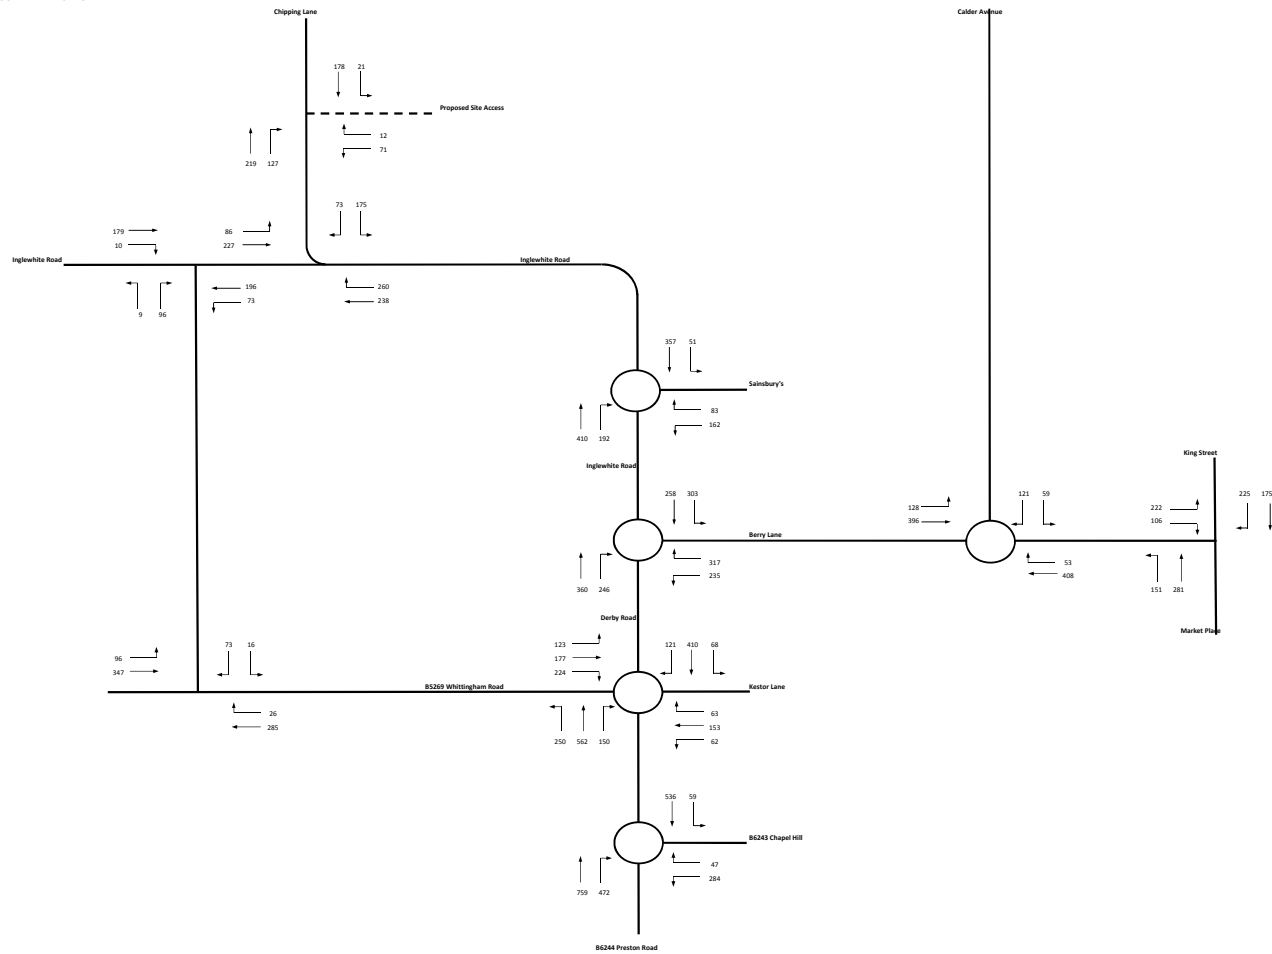 Chipping Lane
Calder Avenue
178 21
Proposed Site Access
12
71
219 127
73 175
179
10
86
227
Inglewhite Road
Inglewhite Road
196
73
260
238
9 96
357 51
Sainsbury's
83
162
410 192
King Street
Inglewhite Road
258 303
128
396
121 59
222
106
225 175
Berry Lane
317
235
53
408
360 246
151 281
Derby Road
Market Place
96
347
73 16
123
177
224
121 410 68
B5269 Whittingham Road
Kestor Lane
26
285
63
153
62
250 562 150
536 59
B6243 Chapel Hill
47
284
759 472
B6244 Preston Road